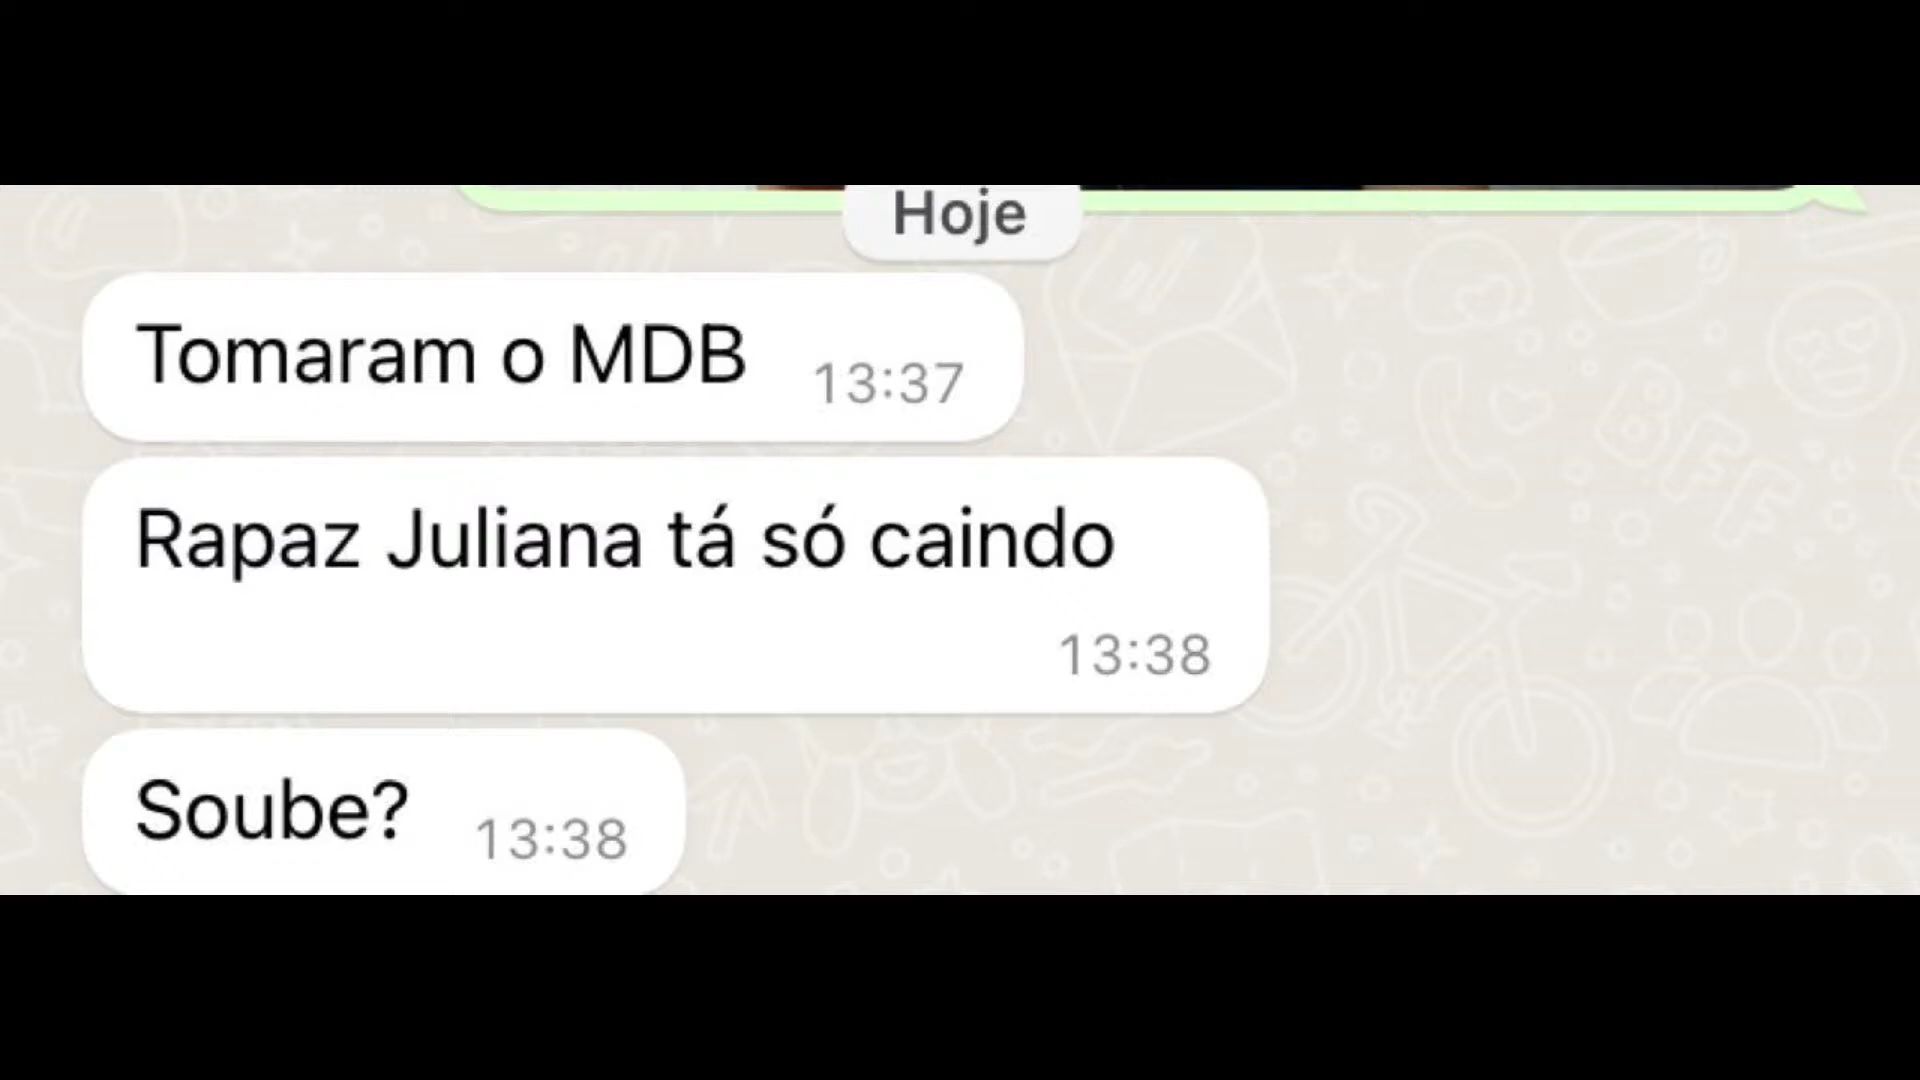 Hoje
Tomaram o MDB
13:37
Rapaz Juliana tá só caindo
13:38
Soube?
13:38